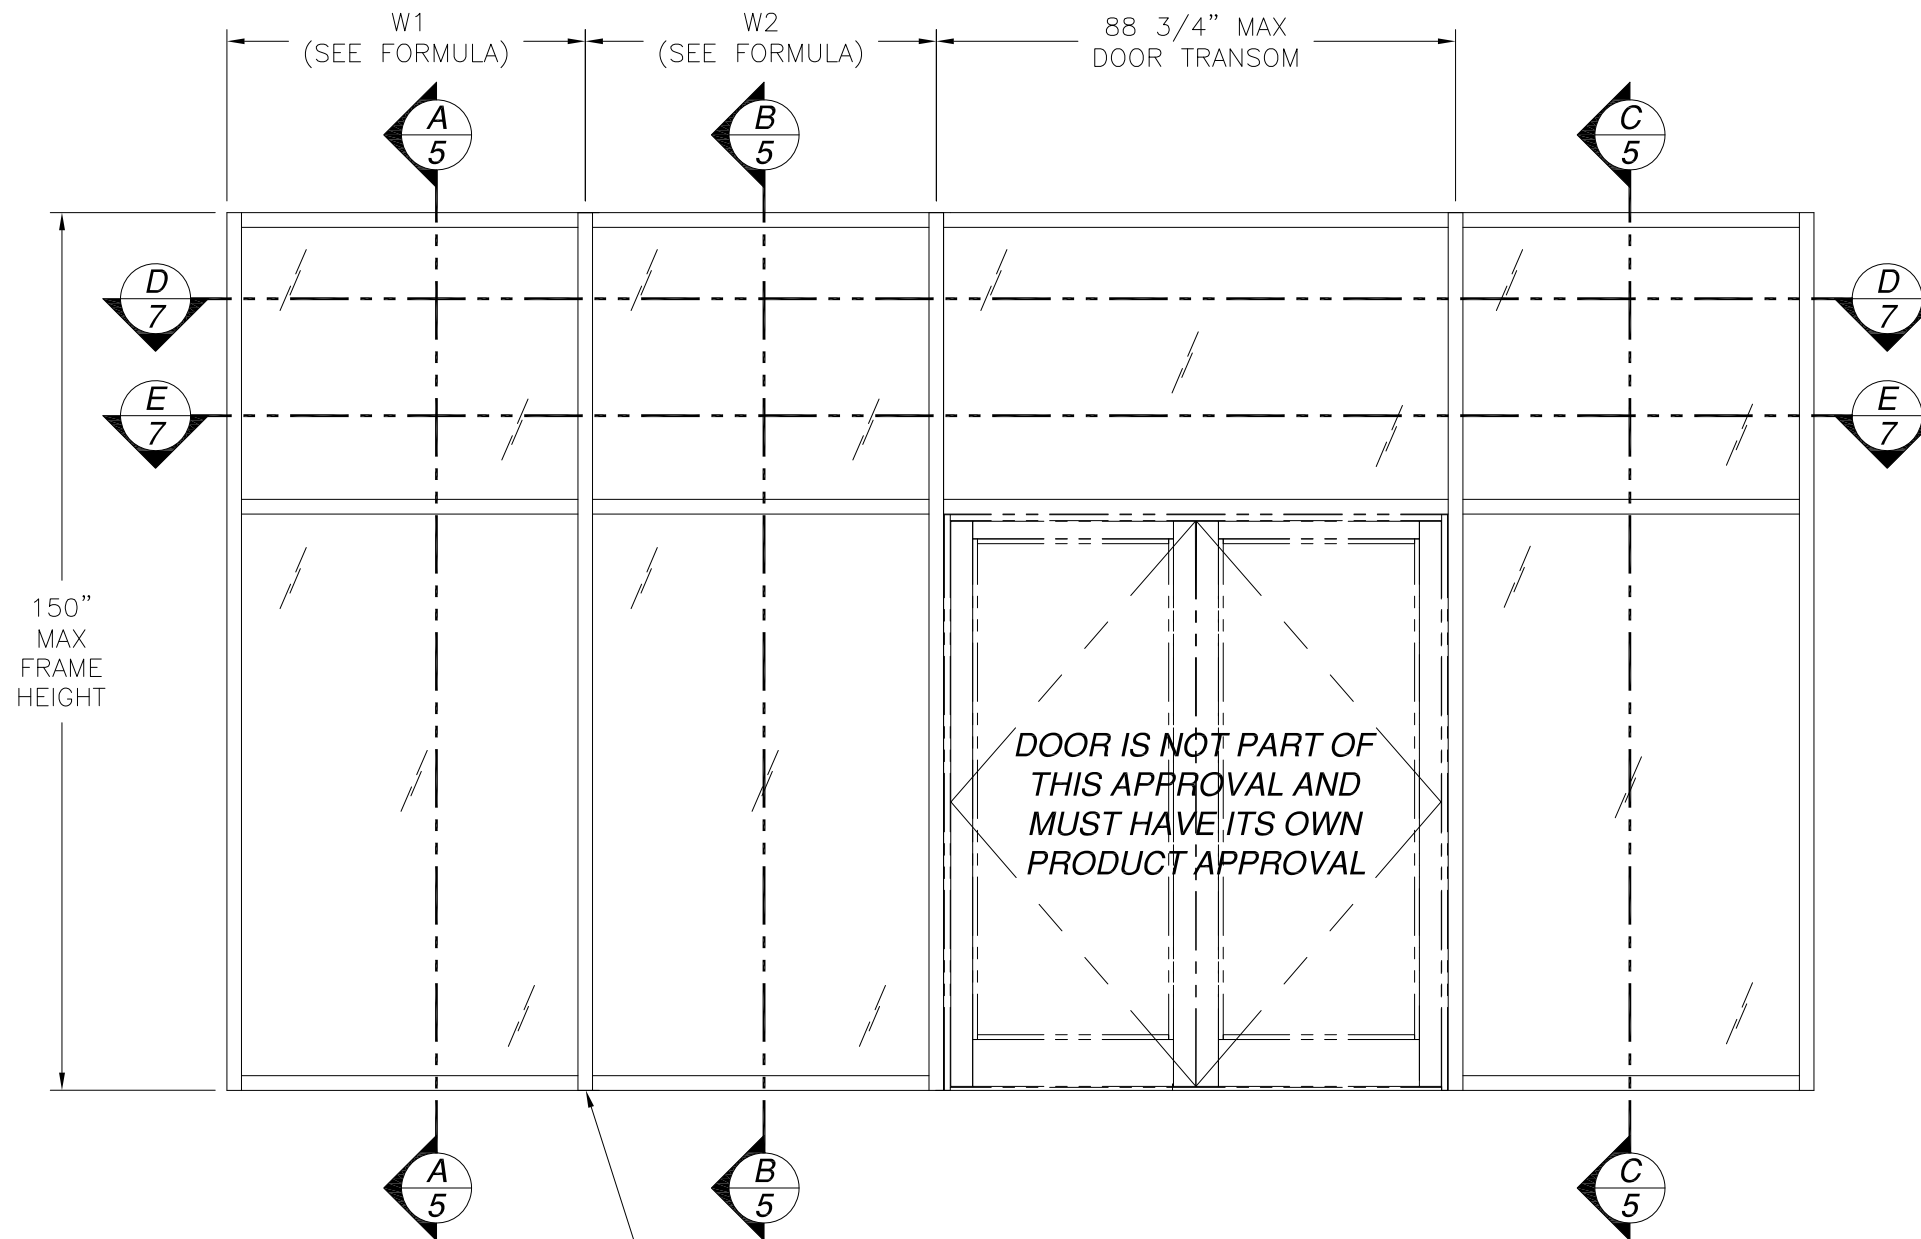 W1
(SEE FORMULA)
W2
(SEE FORMULA)
88 3/4” MAX
DOOR TRANSOM
A
5
B
5
C
5
D
7
D
7
E
7
E
7
150”
MAX
FRAME
HEIGHT
DOOR IS NOT PART OF
THIS APPROVAL AND
MUST HAVE ITS OWN
PRODUCT APPROVAL
A
5
B
5
C
5